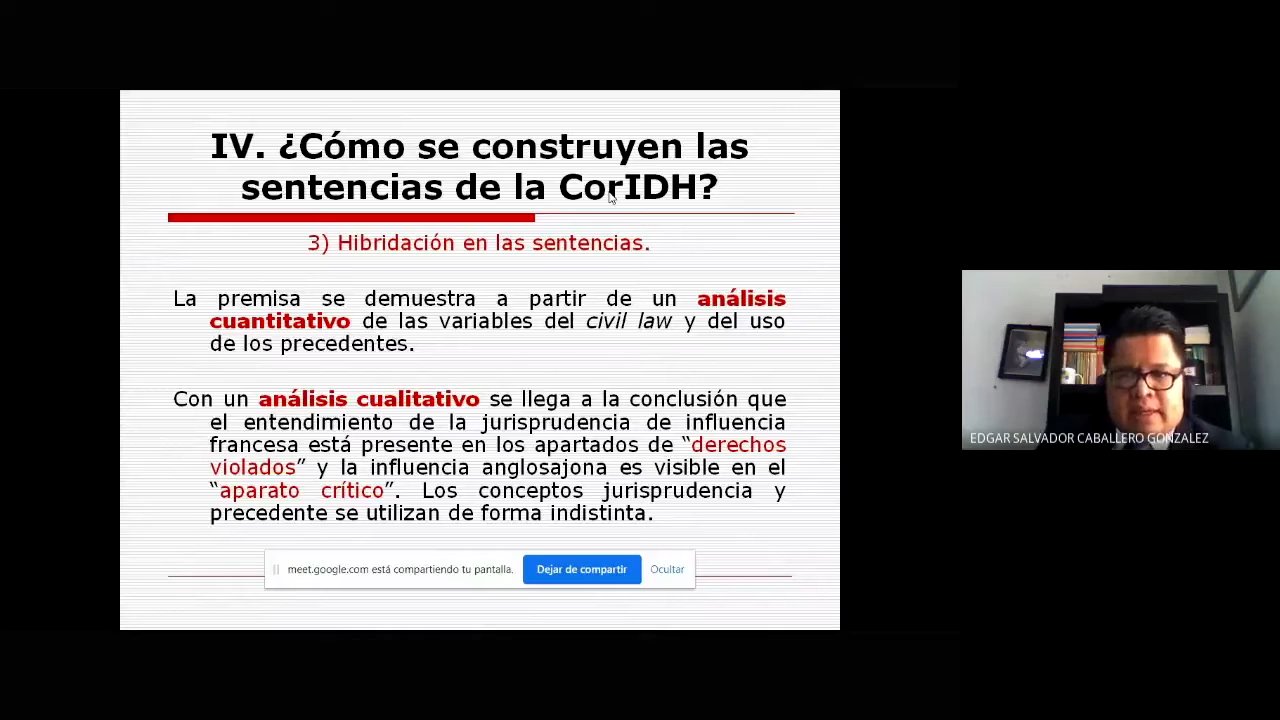 IV. ¿Cómo se construyen las
sentencias de la CorIDH?
3) Hibridación en las sentencias.
La premisa se demuestra a partir de un análisis
cuantitativo de las variables del civil law y del uso
de los precedentes.
Con un análisis cualitativo se llega a la conclusión que
el entendimiento de la jurisprudencia de influencia
francesa está presente en los apartados de “derechos
violados” y la influencia anglosajona es visible en el
“aparato crítico”. Los conceptos jurisprudencia y
precedente se utilizan de forma indistinta.
meet.google.com está compartiendo tu pantalla.
Dejar de compartir
Ocultar
EDGAR SALVADOR CABALLERO GONZALEZ